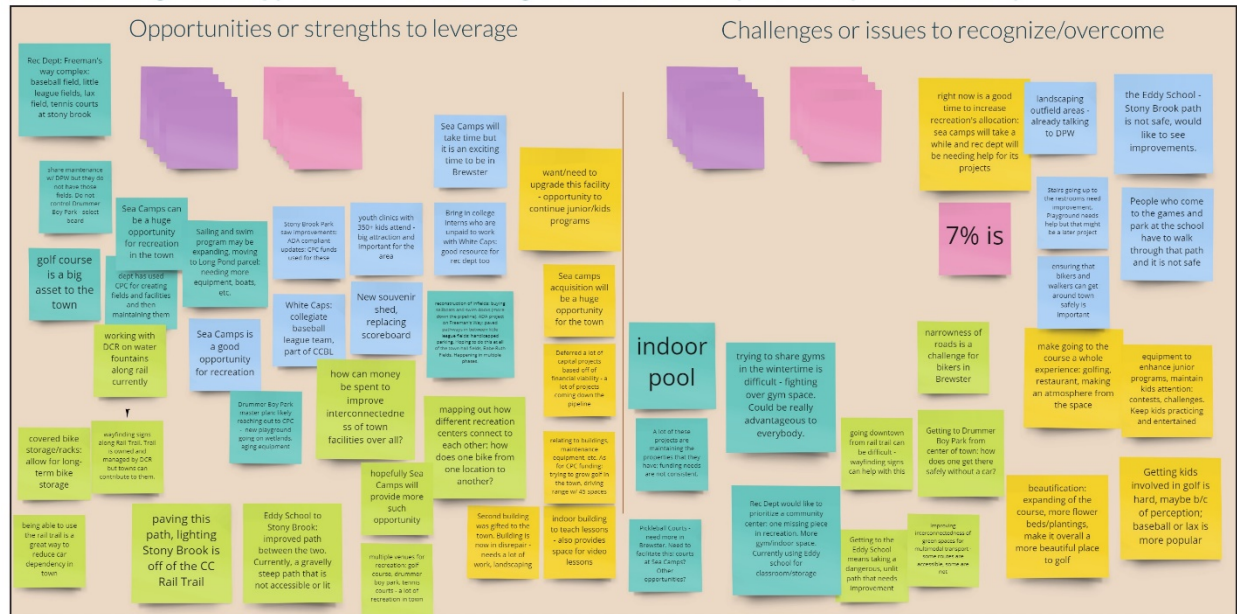 Opportunities or strengths to leverage
Rec Dept: Freeman's
way complex:
baseball field, little
league fields, lax
field, tennis courts
at stony brook
share maintenance
w/ DPW but they do
not have those
fields. Do not
control Drummer
Boy Park - select
board
Sea Camps can
be a huge
opportunity
for recreation
in the town
golf course
is a big
asset to the
town
dept has used
CPC for creating
fields and facilities
and then
maintaining them
Sailing and swim
program may be
expanding, moving
to Long Pond parcel:
needing more
equipment, boats,
etc.
working with
DCR on water
fountains
along rail
currently
Sea Camps is
a good
opportunity
for recreation
Stony Brook Park
saw improvements:
ADA compliant
updates: CPC funds
used for these
youth clinics with
350+ kids attend -
big attraction and
important for the
area
Sea Camps will
take time but
it is an exciting
time to be in
Brewster
Bring in college
interns who are
unpaid to work
with White Caps:
good resource for
rec dept too
White Caps:
collegiate
baseball
league team,
part of CCBL
New souvenir
shed,
replacing
scoreboard
want/need to
upgrade this facility
- opportunity to
continue junior/kids
programs
Sea camps
acquisition will
be a huge
opportunity
for the town
Deferred a lot of
capital projects
based off of
financial viability - a
lot of projects
coming down the
pipeline
Drummer Boy Park
master plan: likely
reaching out to CPC
- new playground
going on wetlands,
aging equipment
how can money
be spent to
improve
interconnectedne
ss of town
facilities over all?
mapping out how
different recreation
centers connect to
each other: how
does one bike from
one location to
another?
relating to buildings,
maintenance
equipment, etc. As
for CPC funding:
trying to grow golf in
the town, driving
range w/ 45 spaces
covered bike
storage/racks:
allow for long-
term bike
storage
wayfinding signs
along Rail Trail. Trail
is owned and
managed by DCR
but towns can
contribute to them.
hopefully Sea
Camps will
provide more
such
opportunity
being able to use
the rail trail is a
great way to
reduce car
dependency in
town
paving this
path, lighting
Stony Brook is
off of the CC
Rail Trail
Eddy School to
Stony Brook:
improved path
between the two.
Currently, a gravelly
steep path that is
not accessible or lit
multiple venues for
recreation: golf
course, drummer
boy park, tennis
courts - a lot of
recreation in town
Second building
was gifted to the
town. Building is
now in disrepair -
needs a lot of
work, landscaping
indoor building
to teach lessons
- also provides
space for video
lessons
Challenges or issues to recognize/overcome
right now is a good
time to increase
recreation's allocation:
sea camps will take a
while and rec dept will
be needing help for its
projects
landscaping
outfield areas -
already talking
to DPW
the Eddy School -
Stony Brook path
is not safe, would
like to see
improvements.
7% is
Stairs going up to
the restrooms need
improvement.
Playground needs
help but that might
be a later project
People who come
to the games and
park at the school
have to walk
through that path
and it is not safe
ensuring that
bikers and
walkers can get
around town
safely is
important
indoor
pool
trying to share gyms
in the wintertime is
difficult - fighting
over gym space.
Could be really
advantageous to
everybody.
narrowness of
roads is a
challenge for
bikers in
Brewster
make going to the
course a whole
experience: golfing,
restaurant, making
an atmosphere from
the space
equipment to
enhance junior
programs, maintain
kids attention:
contests, challenges.
Keep kids practicing
and entertained
A lot of these
projects are
maintaining the
properties that they
have: funding needs
are not consistent.
going downtown
from rail trail can
be difficult -
wayfinding signs
can help with this
Getting to
Drummer Boy Park
from center of
town: how does
one get there
safely without a
car?
Pickleball Courts -
need more in
Brewster. Need to
facilitate this: courts
at Sea Camps?
Other
opportunities?
Rec Dept would like to
prioritize a community
center: one missing piece
in recreation. More
gym/indoor space.
Currently using Eddy
school for
classroom/storage
Getting to the
Eddy School
means taking a
dangerous, unlit
path that needs
improvement
improving
interconnectedness of
green spaces for
multimodal transport:
some routes are
accessible, some are
not
beautification:
expanding of the
course, more flower
beds/plantings,
make it overall a
more beautiful place
to golf
Getting kids
involved in golf is
hard, maybe b/c
of perception;
baseball or lax is
more popular